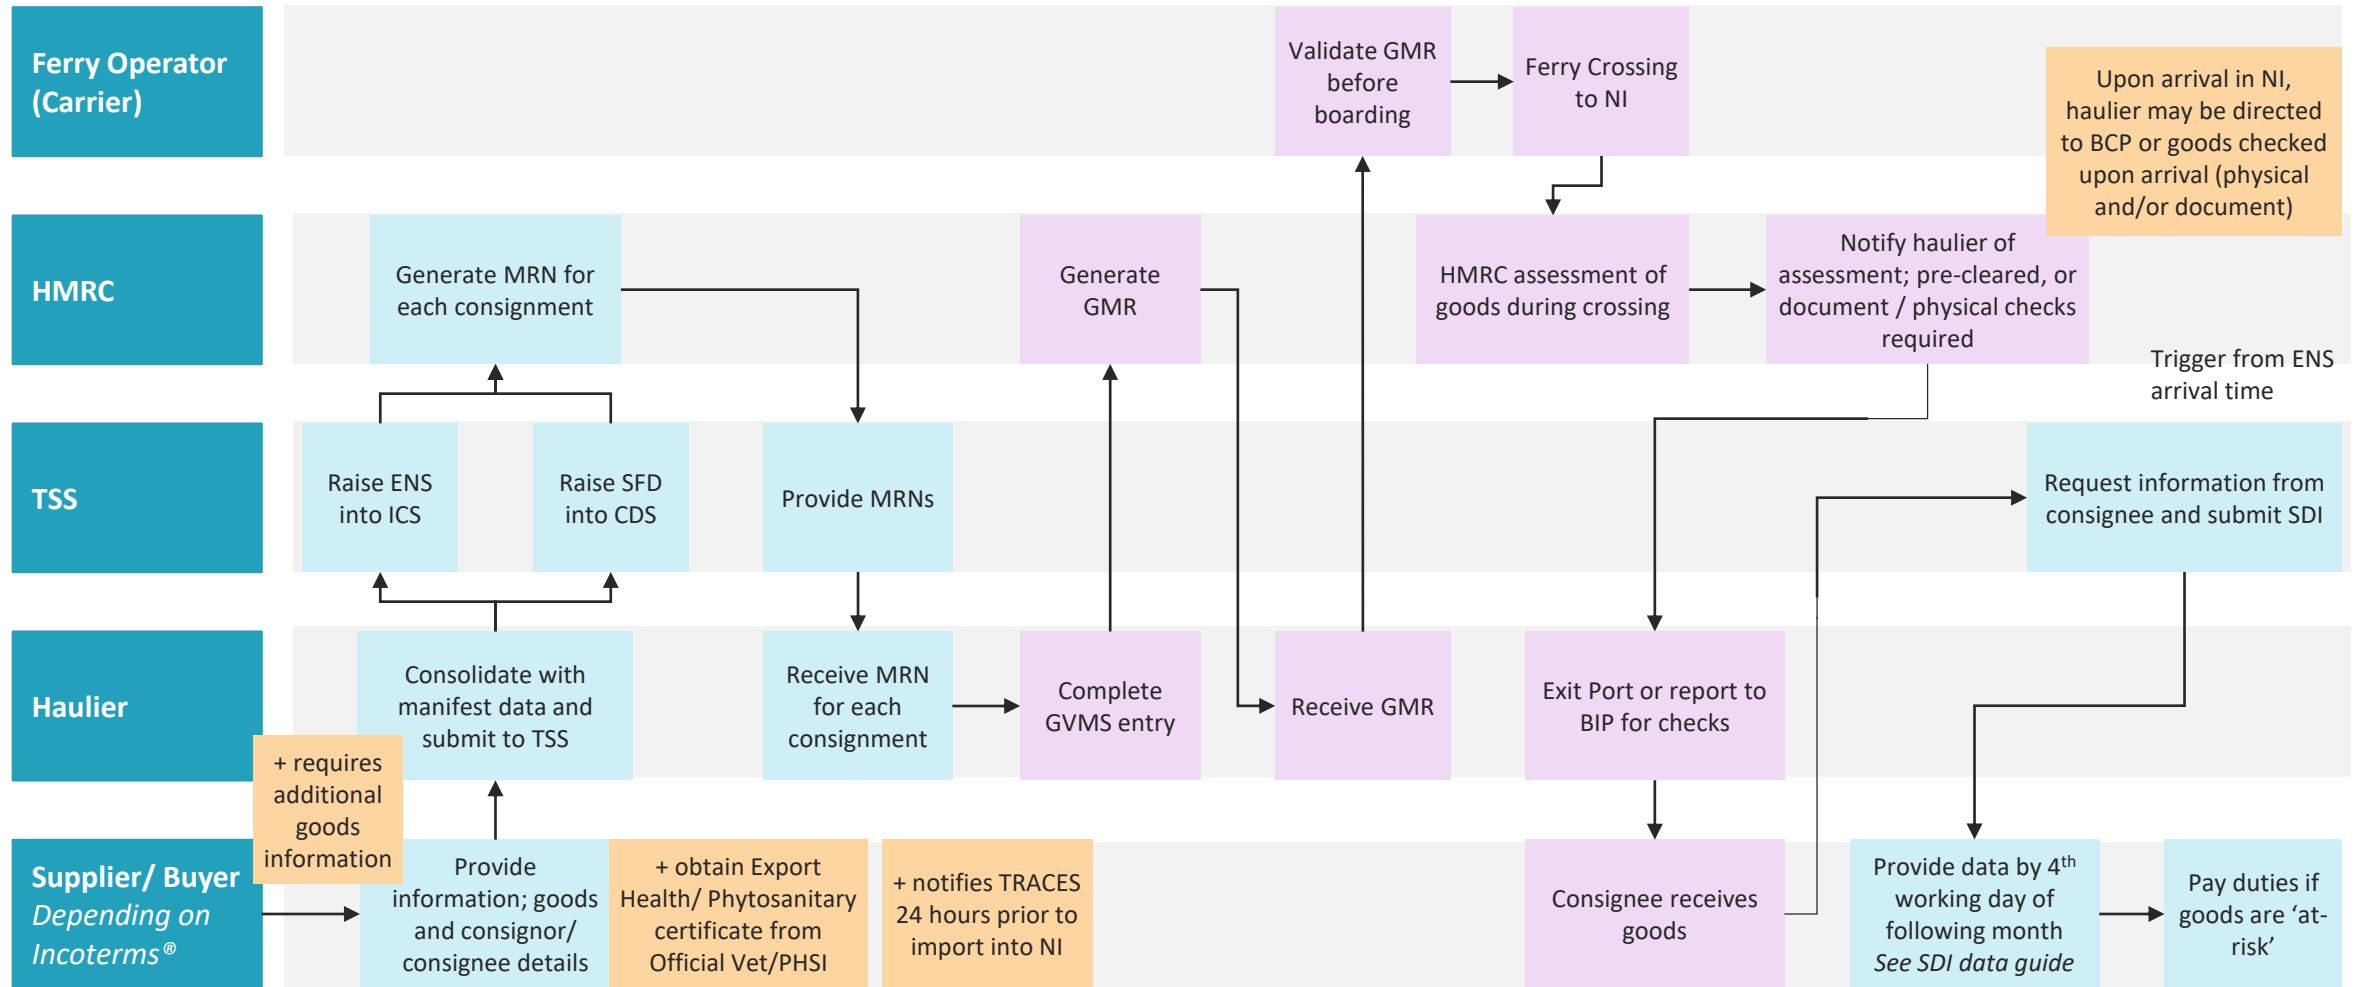 Ferry Operator
(Carrier)
Validate GMR
before
boarding
Ferry Crossing
to NI
Upon arrival in NI,
haulier may be directed
to BCP or goods checked
upon arrival (physical
and/or document)
HMRC
Generate MRN for
each consignment
Generate
GMR
HMRC assessment of
goods during crossing
Notify haulier of
assessment; pre-cleared, or
document / physical checks
required
Trigger from ENS
arrival time
TSS
Raise ENS
into ICS
Raise SFD
into CDS
Provide MRNs
Request information from
consignee and submit SDI
Haulier
Consolidate with
manifest data and
submit to TSS
Receive MRN
for each
consignment
Complete
GVMS entry
Receive GMR
Exit Port or report to
BIP for checks
+ requires
additional
goods
information
Supplier/ Buyer
Depending on
Incoterms®
Provide
information; goods
and consignor/
consignee details
+ obtain Export
Health/ Phytosanitary
certificate from
Official Vet/PHSI
+ notifies TRACES
24 hours prior to
import into NI
Consignee receives
goods
Provide data by 4th
working day of
following month
See SDI data guide
Pay duties if
goods are ‘at-
risk’